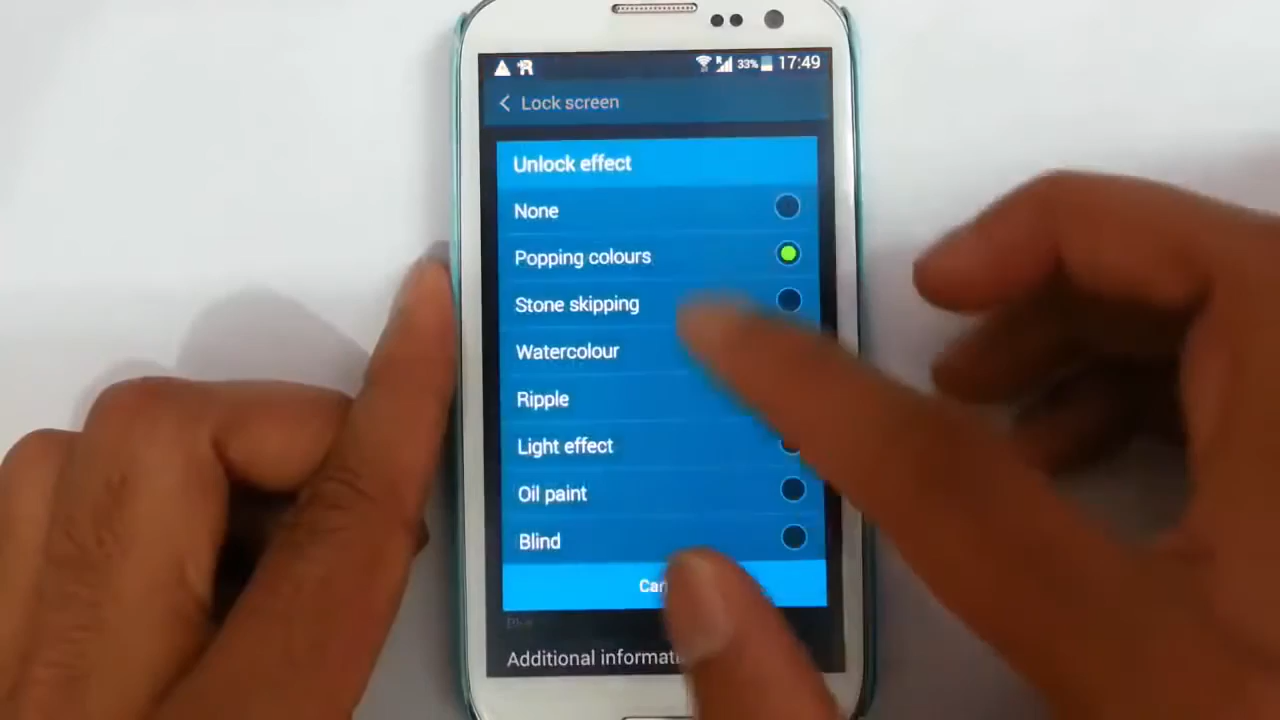 33% 17:49
Lock screen
Unlock effect
None
Popping colours
Stone skipping
Watercolour
Ripple
Light effect
Oil paint
Blind
Additional